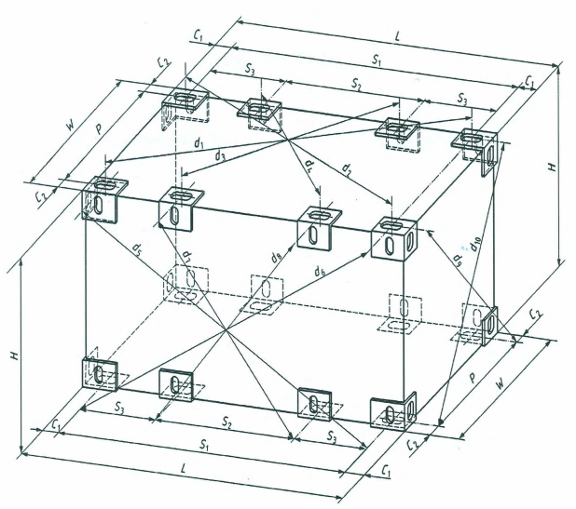 C₁
L
C₂
S₁
C₁
S₃
S₂
S₃
W
P
C₂
d₁
d₃
d₄
d₂
H
d₅
d₇
d₈
d₆
d₉
d₁₀
H
C₂
P
W
C₂
S₃
S₂
S₃
C₁
S₁
C₁
L